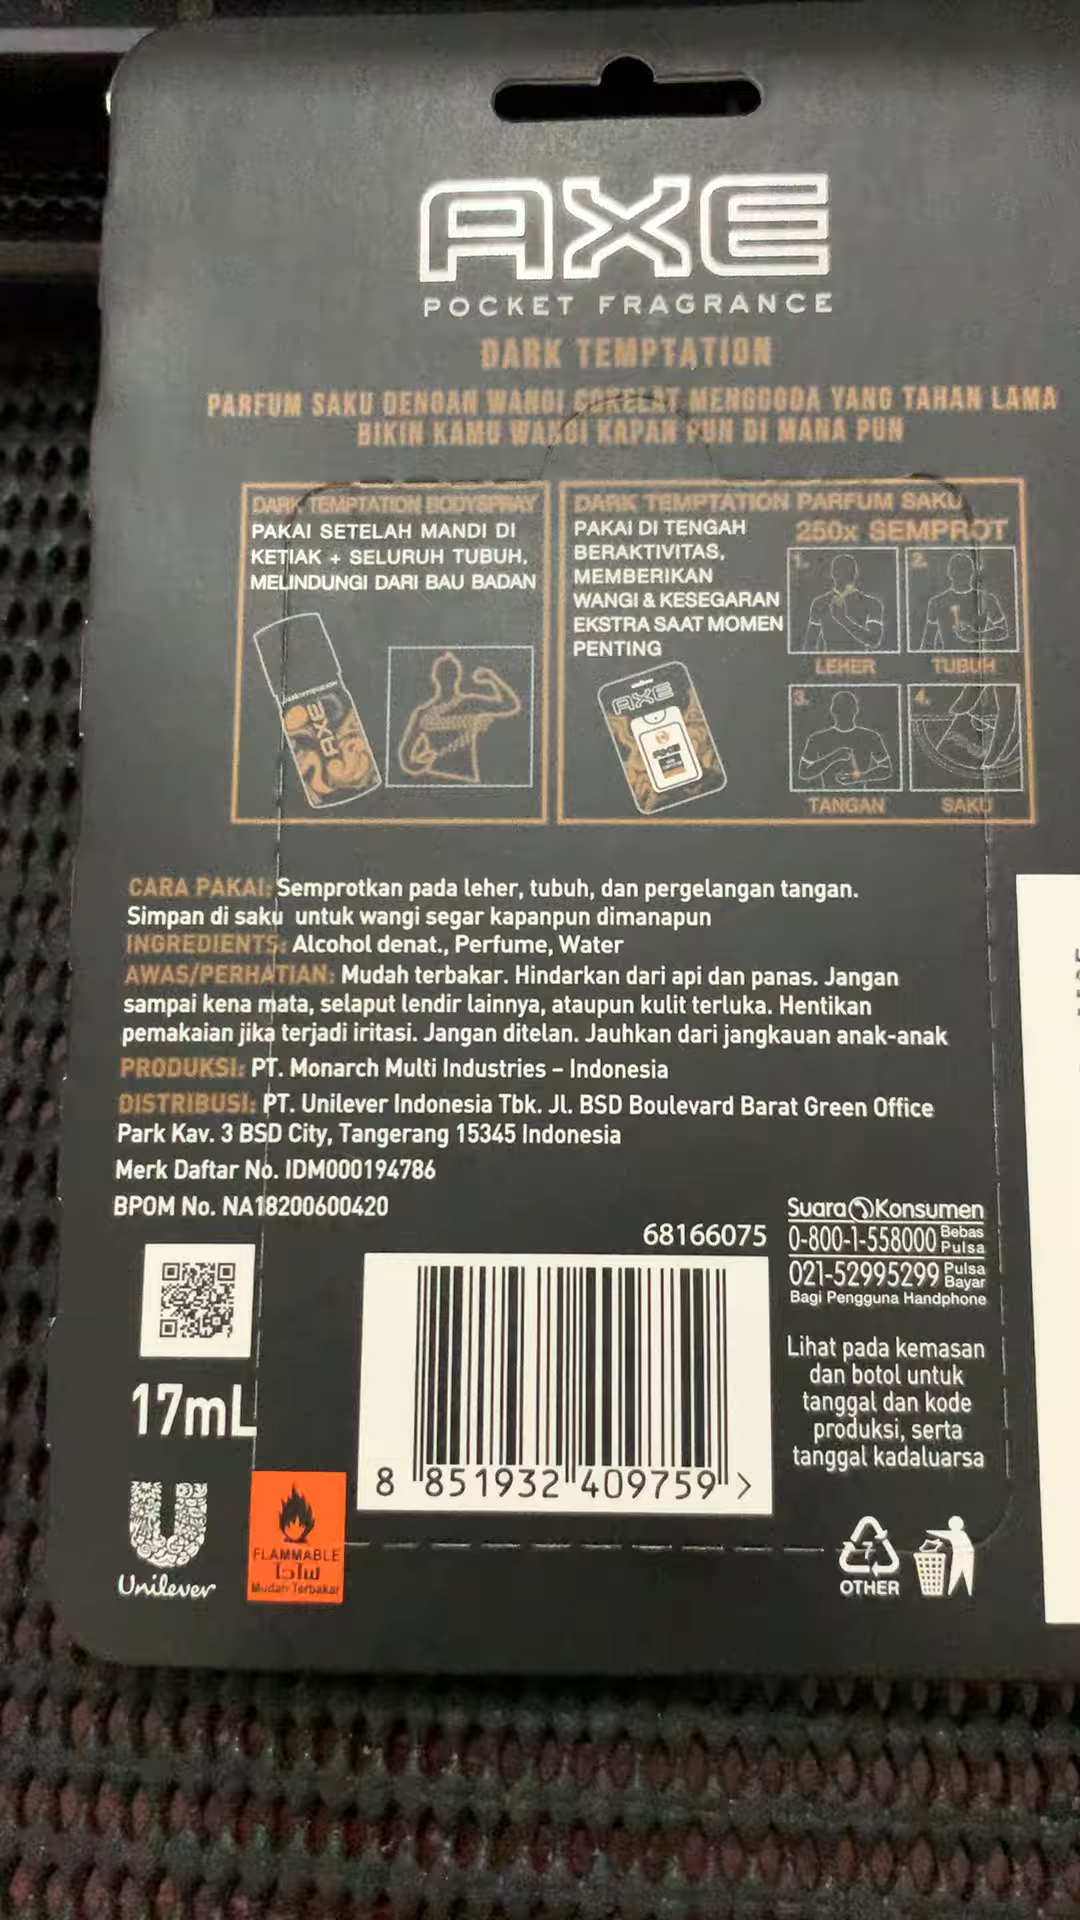 AXE
POCKET FRAGRANCE
DARK TEMPTATION
PARFUM SAKU DENGAN WANGI COKELAT MENGGODA YANG TAHAN LAMA
BIKIN KAMU WANGI KAPAN PUN DI MANA PUN
DARK TEMPTATION BODYSPRAY
PAKAI SETELAH MANDI DI
KETIAK + SELURUH TUBUH,
MELINDUNGI DARI BAU BADAN
AXE
DARK TEMPTATION PARFUM SAKU
250x SEMPROT
PAKAI DI TENGAH
BERAKTIVITAS,
MEMBERIKAN
WANGI & KESEGARAN
EKSTRA SAAT MOMEN
PENTING
AXE
AXE
1.
LEHER
2.
TUBUH
3.
TANGAN
4.
SAKU
CARA PAKAI: Semprotkan pada leher, tubuh, dan pergelangan tangan.
Simpan di saku untuk wangi segar kapanpun dimanapun
INGREDIENTS: Alcohol denat., Perfume, Water
AWAS/PERHATIAN: Mudah terbakar. Hindarkan dari api dan panas. Jangan
sampai kena mata, selaput lendir lainnya, ataupun kulit terluka. Hentikan
pemakaian jika terjadi iritasi. Jangan ditelan. Jauhkan dari jangkauan anak-anak
PRODUKSI: PT. Monarch Multi Industries – Indonesia
DISTRIBUSI: PT. Unilever Indonesia Tbk. Jl. BSD Boulevard Barat Green Office
Park Kav. 3 BSD City, Tangerang 15345 Indonesia
Merk Daftar No. IDM000194786
BPOM No. NA18200600420
68166075
Suara Konsumen
0-800-1-558000 Bebas Pulsa
021-52995299 Pulsa Bayar
Bagi Pengguna Handphone
Lihat pada kemasan
dan botol untuk
tanggal dan kode
produksi, serta
tanggal kadaluarsa
17mL
8 851932 409759 >
Unilever
FLAMMABLE
ไวไฟ
Mudah Terbakar
7
OTHER